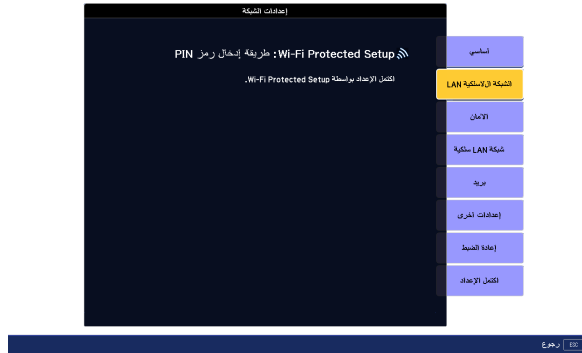 إعدادات الشبكة
Wi-Fi Protected Setup: طريقة إدخال رمز PIN
اكتمل الإعداد بواسطة Wi-Fi Protected Setup.
أساسي
الشبكة اللاسلكية LAN
الأمان
شبكة LAN سلكية
بريد
إعدادات أخرى
إعادة الضبط
اكتمل الإعداد
ESC رجوع